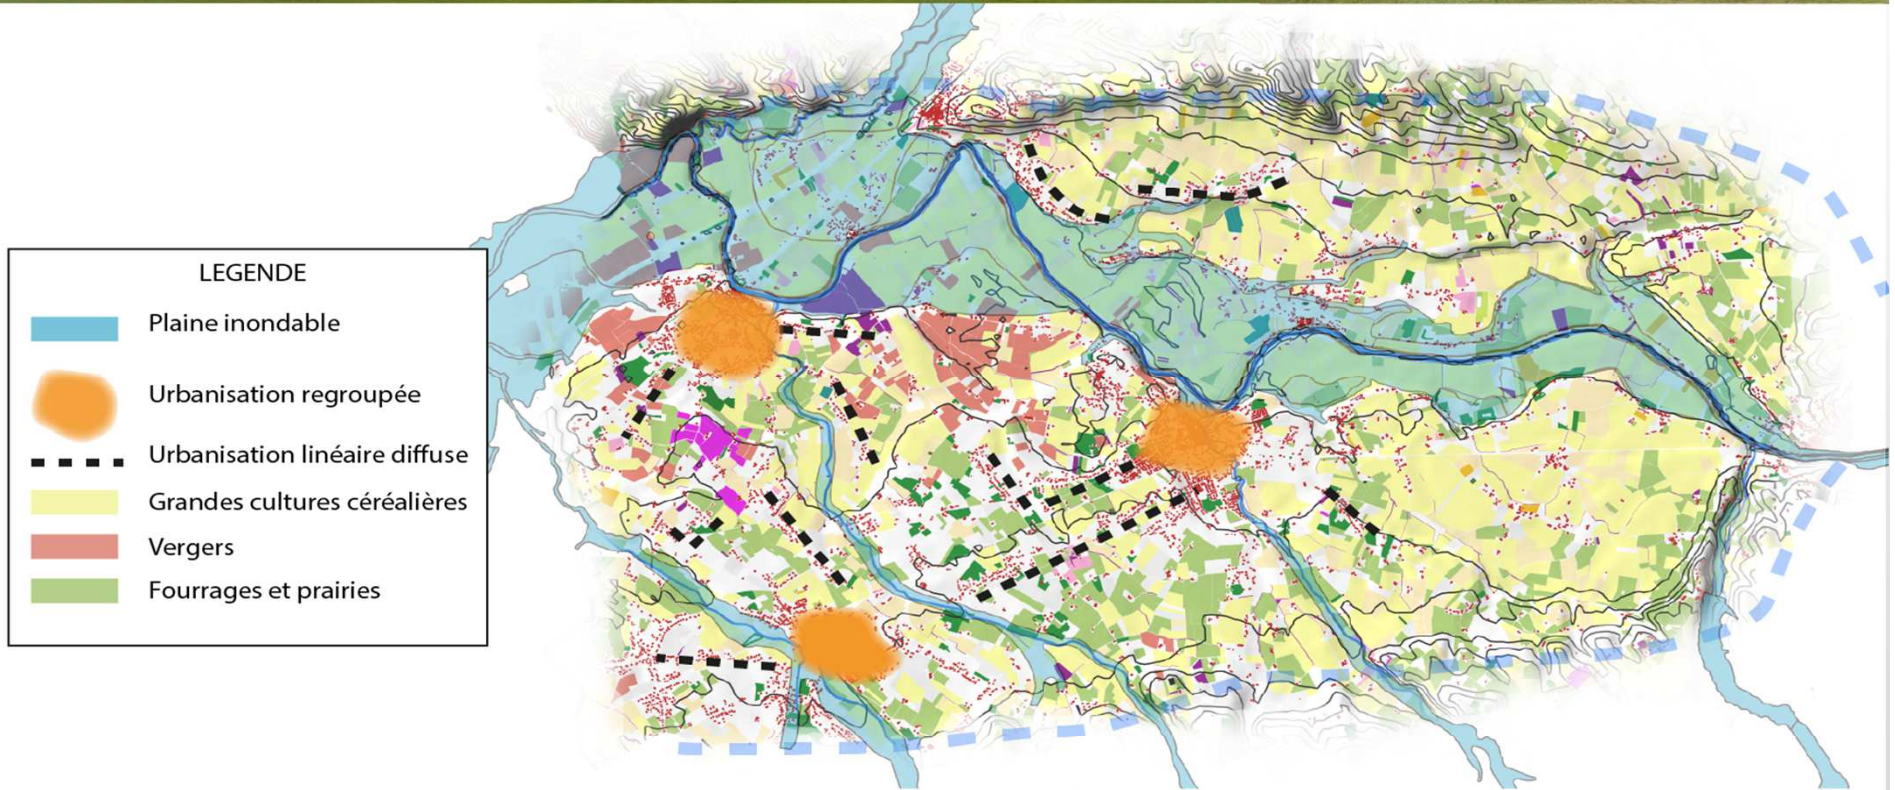 LEGENDE
Plaine inondable
Urbanisation regroupée
Urbanisation linéaire diffuse
Grandes cultures céréalières
Vergers
Fourrages et prairies